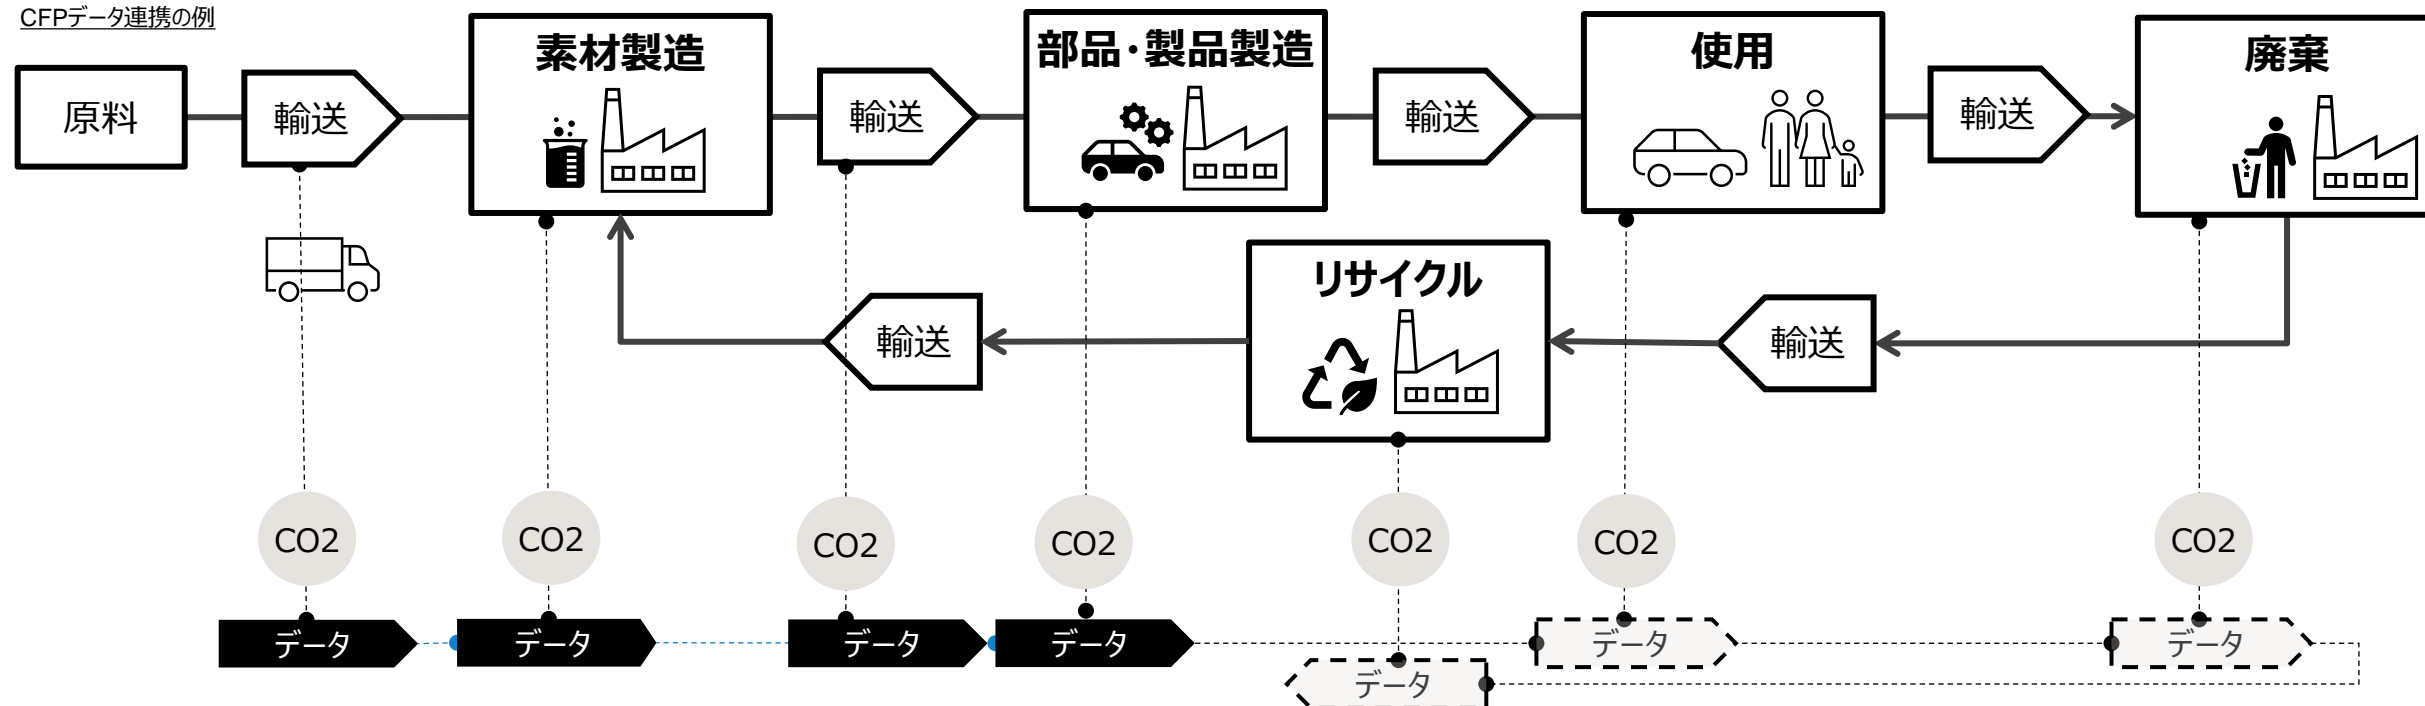 CFPデータ連携の例
原料
輸送
素材製造
輸送
部品・製品製造
輸送
使用
輸送
廃棄
輸送
リサイクル
輸送
CO2
CO2
CO2
CO2
CO2
CO2
CO2
データ
データ
データ
データ
データ
データ
データ